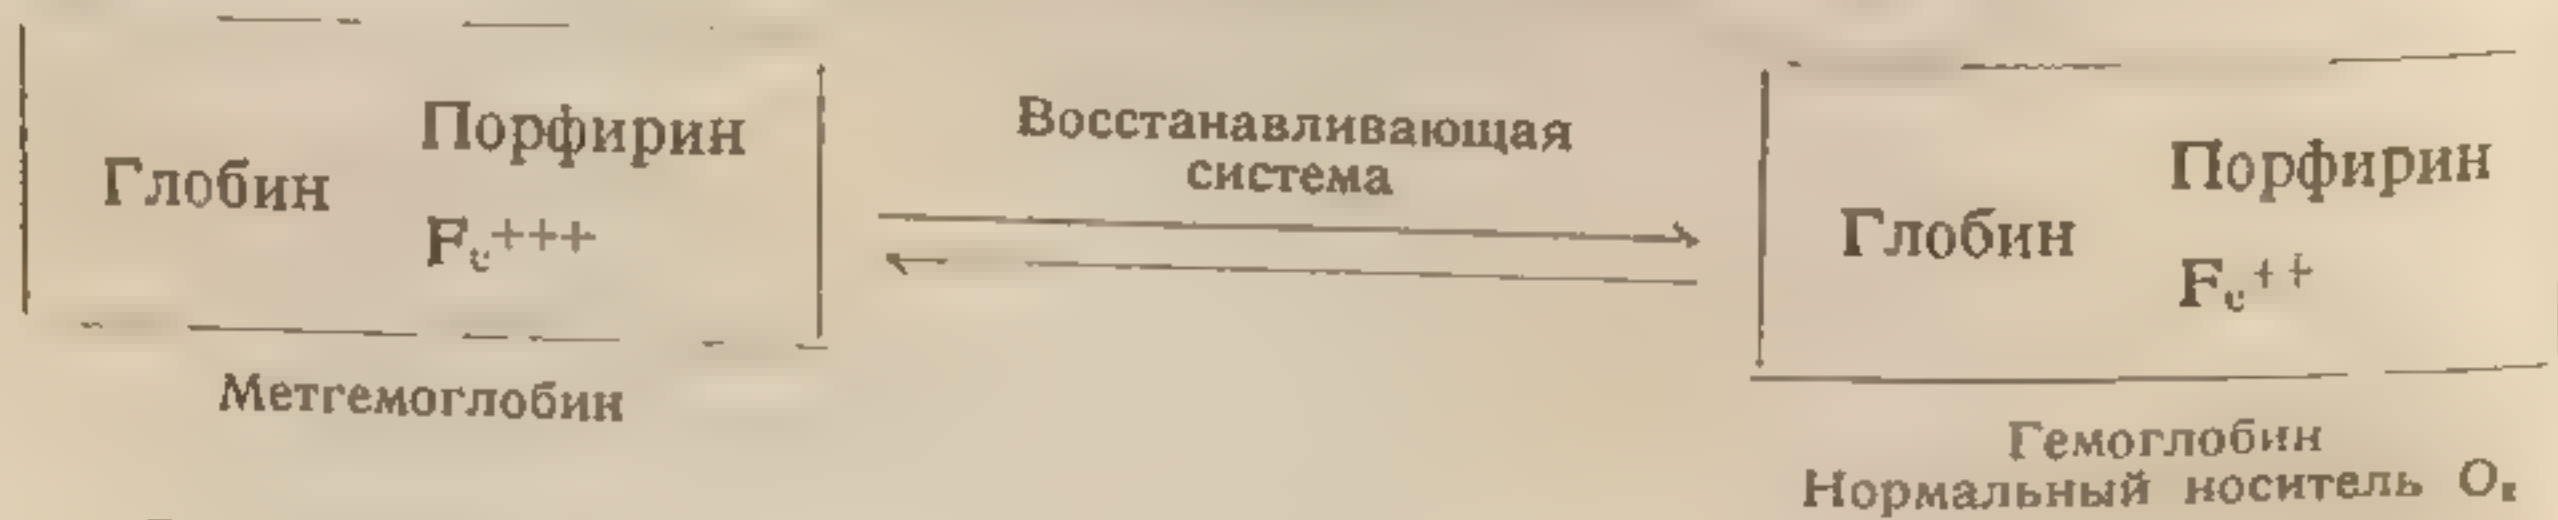 Порфирин
Глобин
Fe+++
Метгемоглобин
Восстанавливающая
система
Порфирин
Глобин
Fe++
Гемоглобин
Нормальный носитель O₂